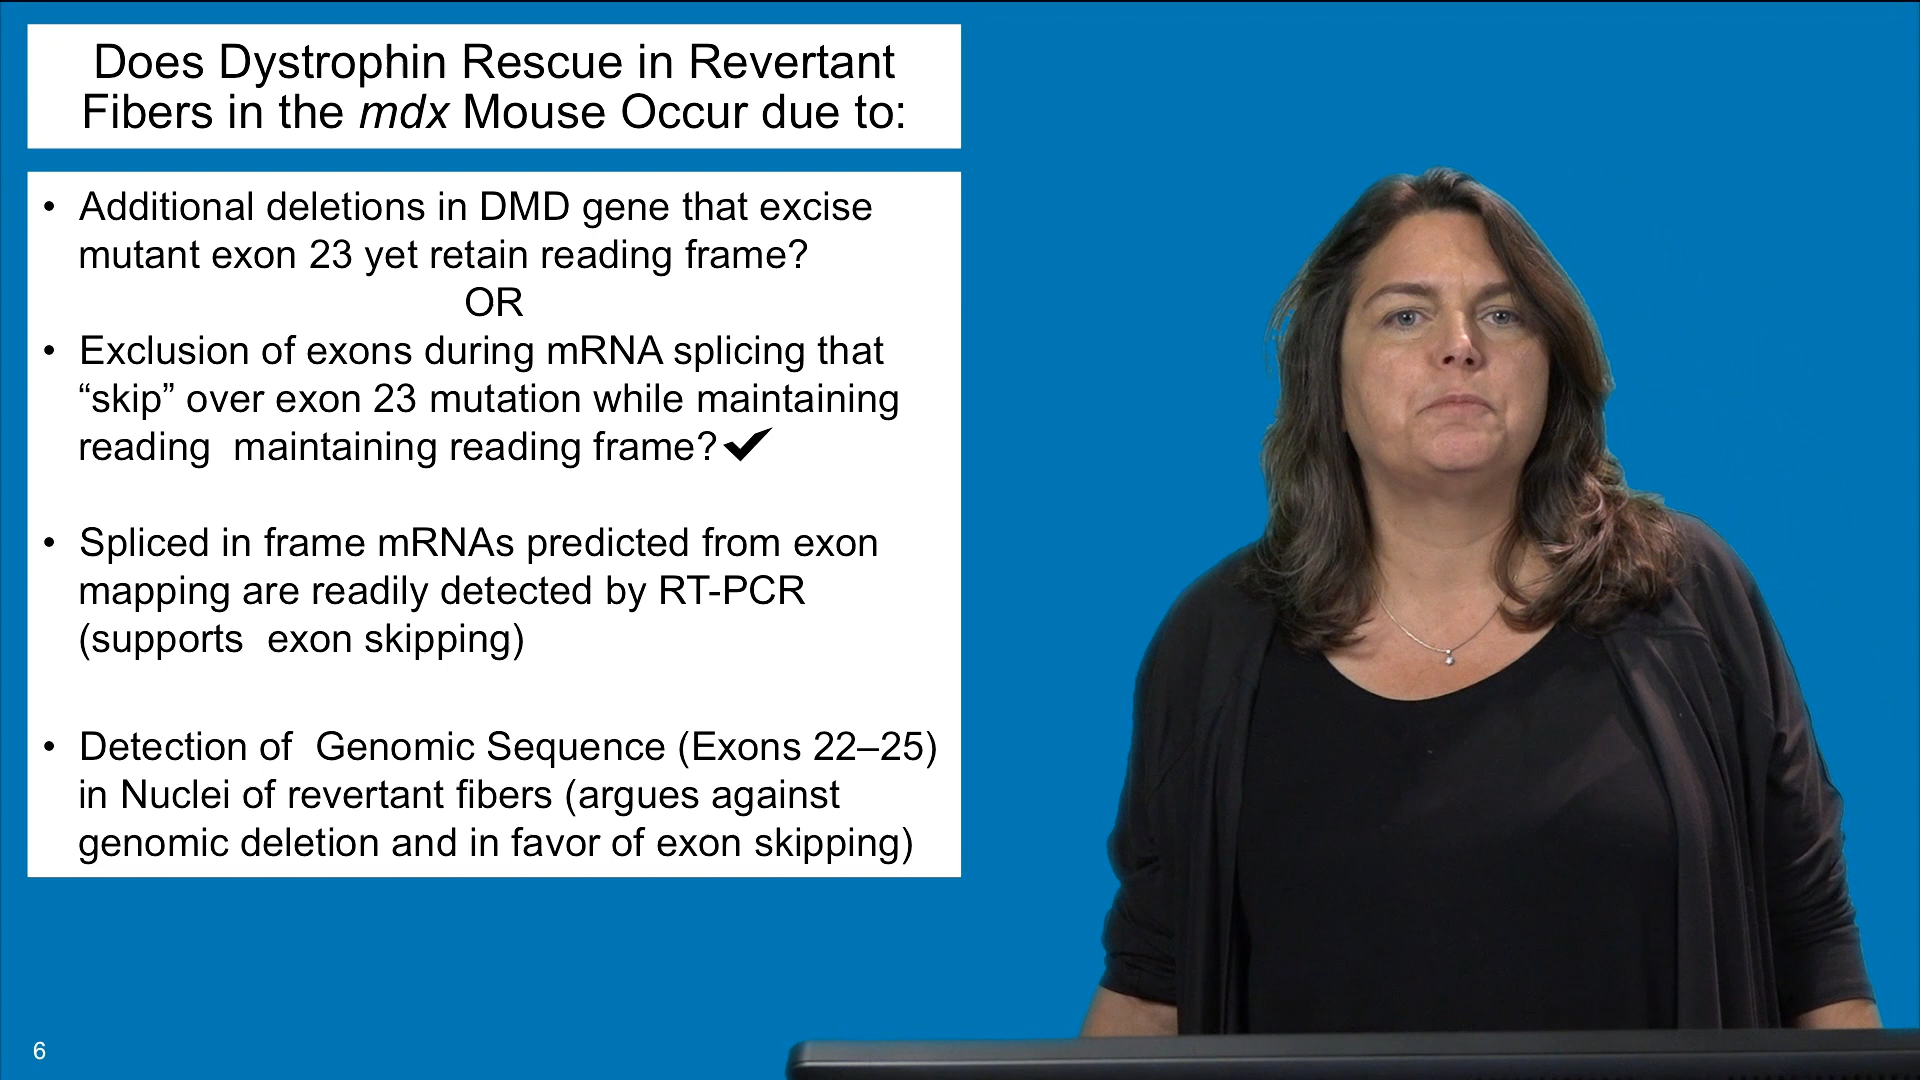 Does Dystrophin Rescue in Revertant
Fibers in the mdx Mouse Occur due to:
• Additional deletions in DMD gene that excise
mutant exon 23 yet retain reading frame?
OR
• Exclusion of exons during mRNA splicing that
“skip” over exon 23 mutation while maintaining
reading  maintaining reading frame?✔
• Spliced in frame mRNAs predicted from exon
mapping are readily detected by RT-PCR
(supports  exon skipping)
• Detection of  Genomic Sequence (Exons 22–25)
in Nuclei of revertant fibers (argues against
genomic deletion and in favor of exon skipping)
6